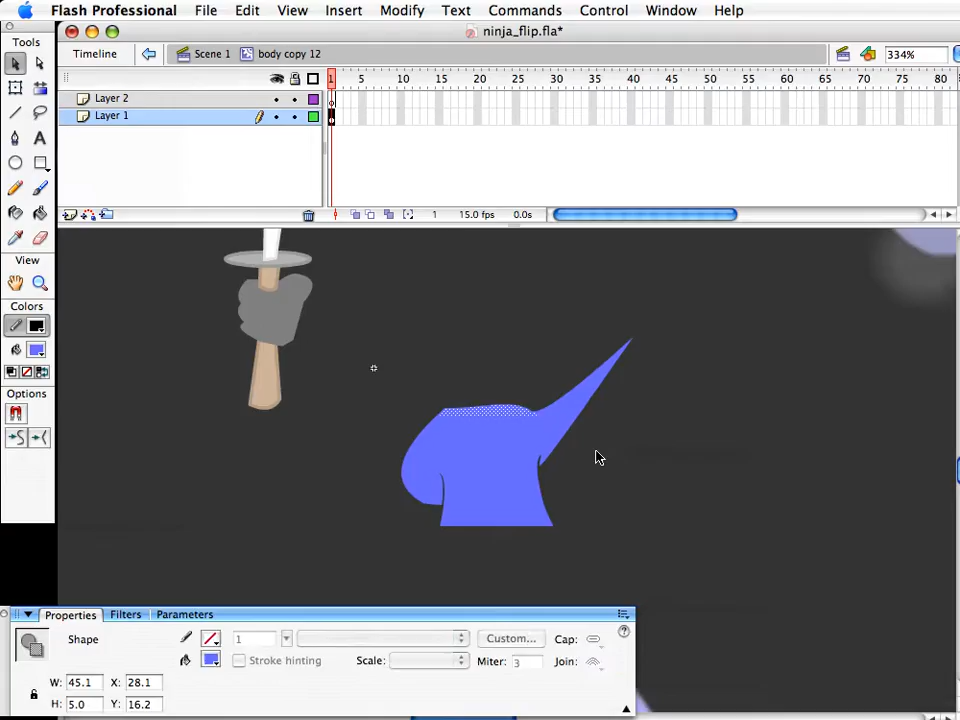 Flash Professional File Edit View Insert Modify Text Commands Control Window Help
Tools
ninja_flip.fla*
Timeline Scene 1 body copy 12 334%
1 5 10 15 20 25 30 35 40 45 50 55 60 65 70 75 80
Layer 2
Layer 1
A
1 15.0 fps 0.0s
View
Colors
Options
Properties Filters Parameters
Shape 1 Custom... Cap:
Stroke hinting Scale: Miter: 3 Join:
W: 45.1 X: 28.1
H: 5.0 Y: 16.2